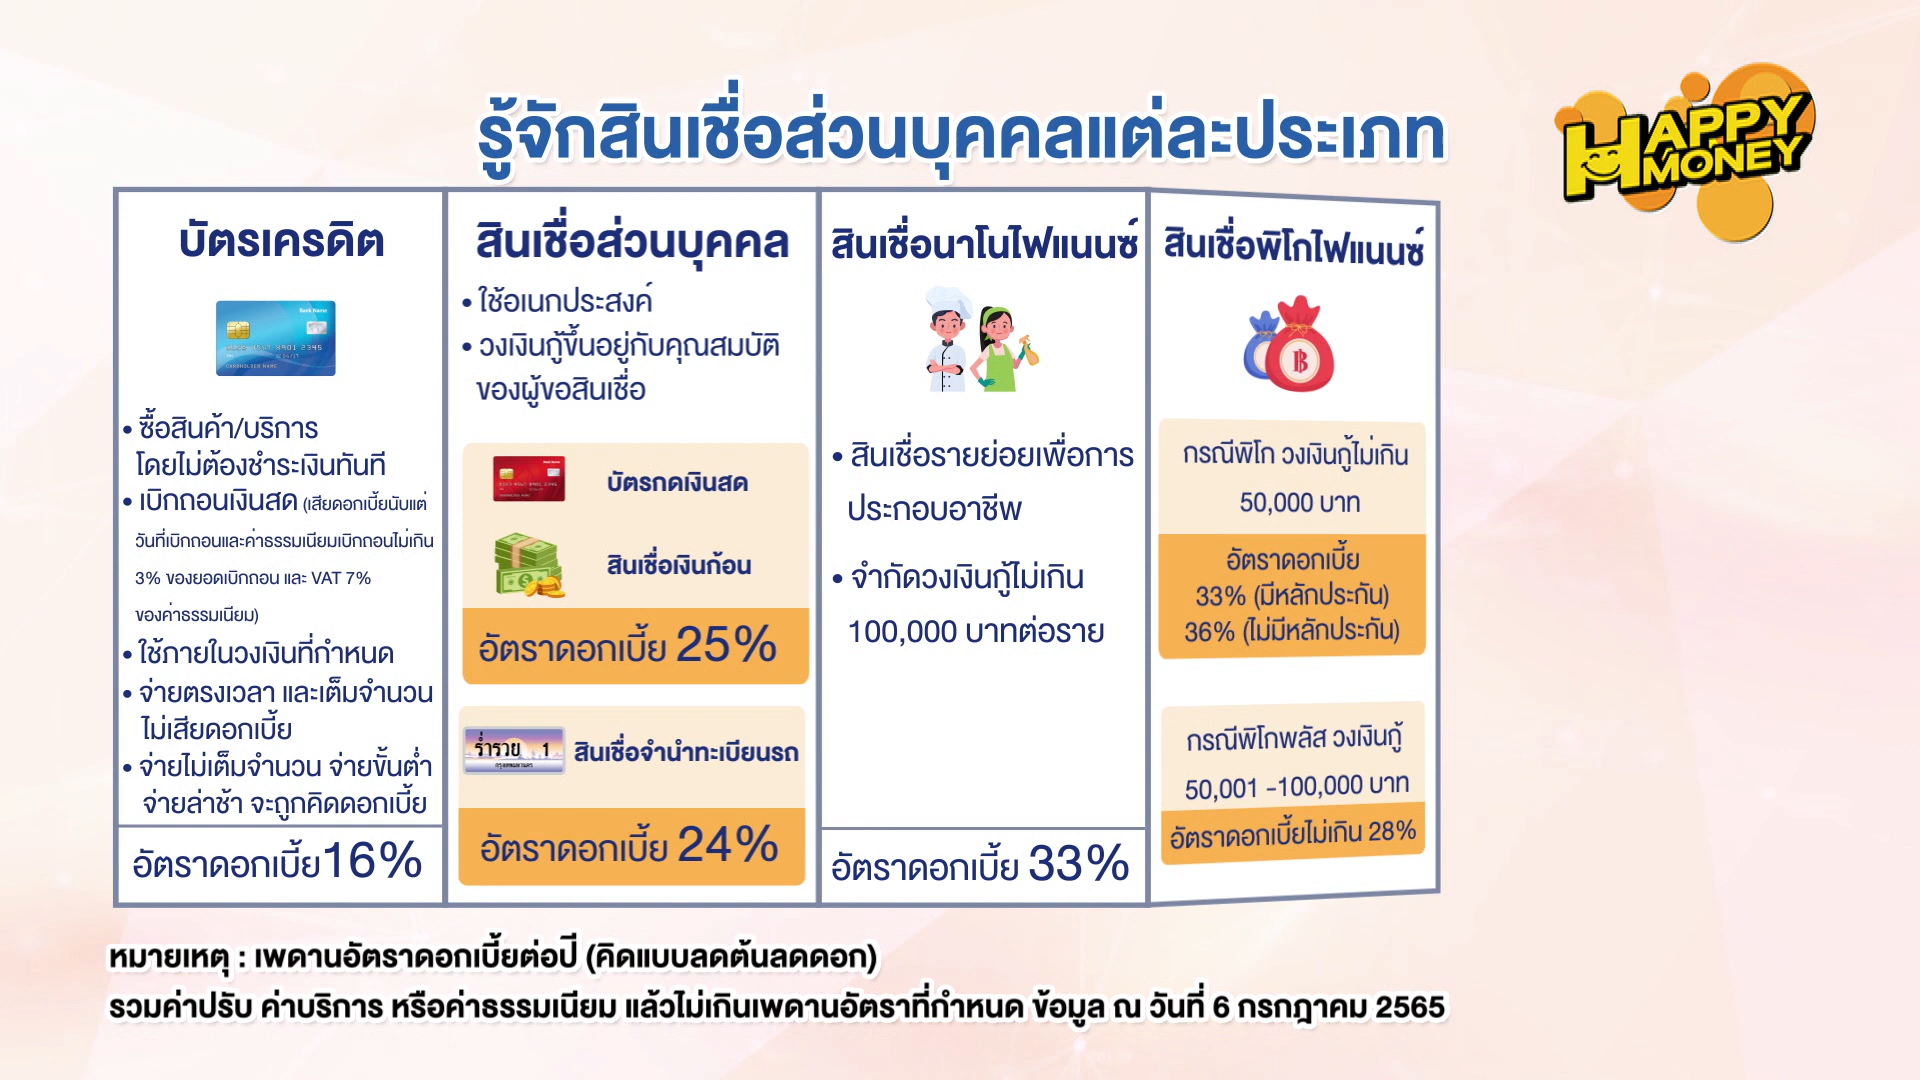 รู้จักสินเชื่อส่วนบุคคลแต่ละประเภท
HAPPY
MONEY
บัตรเครดิต
Bank Name
8901 2345
CARDHOLDER NAME
• ซื้อสินค้า/บริการ
โดยไม่ต้องชำระเงินทันที
• เบิกถอนเงินสด (เสียดอกเบี้ยนับแต่
วันที่เบิกถอนและค่าธรรมเนียมเบิกถอนไม่เกิน
3% ของยอดเบิกถอน และ VAT 7%
ของค่าธรรมเนียม)
• ใช้ภายในวงเงินที่กำหนด
• จ่ายตรงเวลา และเต็มจำนวน
ไม่เสียดอกเบี้ย
• จ่ายไม่เต็มจำนวน จ่ายขั้นต่ำ
จ่ายล่าช้า จะถูกคิดดอกเบี้ย
อัตราดอกเบี้ย16%
สินเชื่อส่วนบุคคล
• ใช้อเนกประสงค์
• วงเงินกู้ขึ้นอยู่กับคุณสมบัติ
ของผู้ขอสินเชื่อ
บัตรกดเงินสด
สินเชื่อเงินก้อน
อัตราดอกเบี้ย 25%
ร่ำรวย 1
กรุงเทพมหานคร
สินเชื่อจำนำทะเบียนรถ
อัตราดอกเบี้ย 24%
สินเชื่อนาโนไฟแนนซ์
• สินเชื่อรายย่อยเพื่อการ
ประกอบอาชีพ
• จำกัดวงเงินกู้ไม่เกิน
100,000 บาทต่อราย
อัตราดอกเบี้ย 33%
สินเชื่อพิโกไฟแนนซ์
฿
กรณีพิโก วงเงินกู้ไม่เกิน
50,000 บาท
อัตราดอกเบี้ย
33% (มีหลักประกัน)
36% (ไม่มีหลักประกัน)
กรณีพิโกพลัส วงเงินกู้
50,001 -100,000 บาท
อัตราดอกเบี้ยไม่เกิน 28%
หมายเหตุ : เพดานอัตราดอกเบี้ยต่อปี (คิดแบบลดต้นลดดอก)
รวมค่าปรับ ค่าบริการ หรือค่าธรรมเนียม แล้วไม่เกินเพดานอัตราที่กำหนด ข้อมูล ณ วันที่ 6 กรกฎาคม 2565